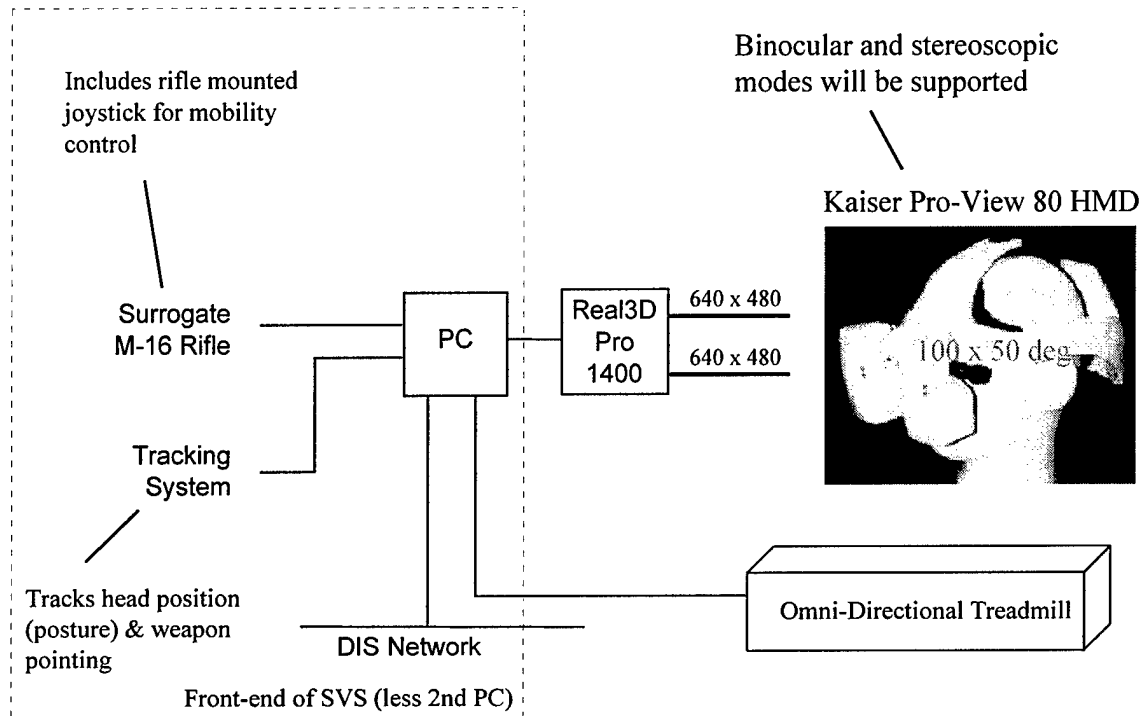 Includes rifle mounted
joystick for mobility
control
Binocular and stereoscopic
modes will be supported
Kaiser Pro-View 80 HMD
Surrogate
M-16 Rifle
PC
Real3D
Pro
1400
640 x 480
640 x 480
100 x 50 deg
Tracking
System
Tracks head position
(posture) & weapon
pointing
DIS Network
Omni-Directional Treadmill
Front-end of SVS (less 2nd PC)